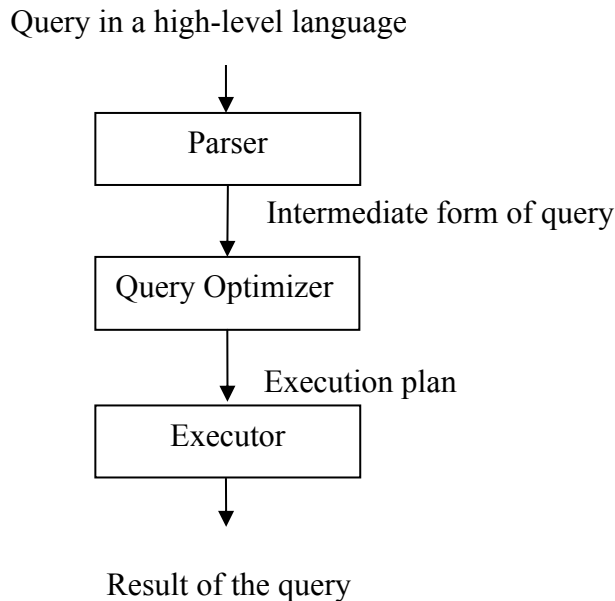 Query in a high-level language
Parser
Intermediate form of query
Query Optimizer
Execution plan
Executor
Result of the query